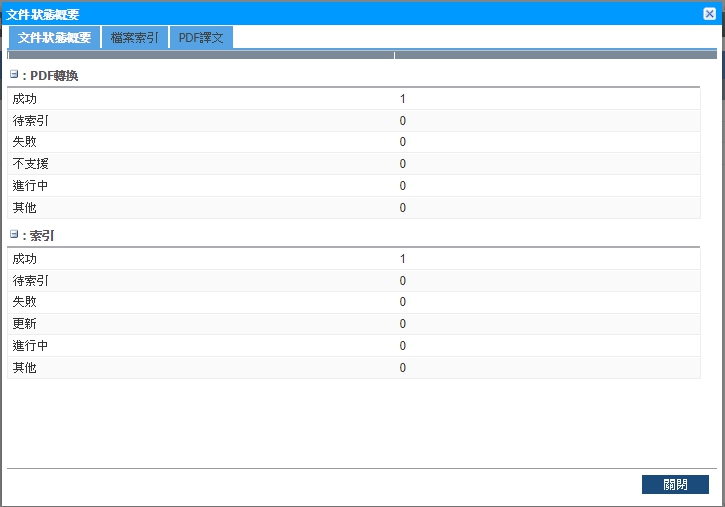 文件狀態概要
文件狀態概要 檔案索引 PDF譯文
: PDF轉換
成功 1
待索引 0
失敗 0
不支援 0
進行中 0
其他 0
: 索引
成功 1
待索引 0
失敗 0
更新 0
進行中 0
其他 0
關閉